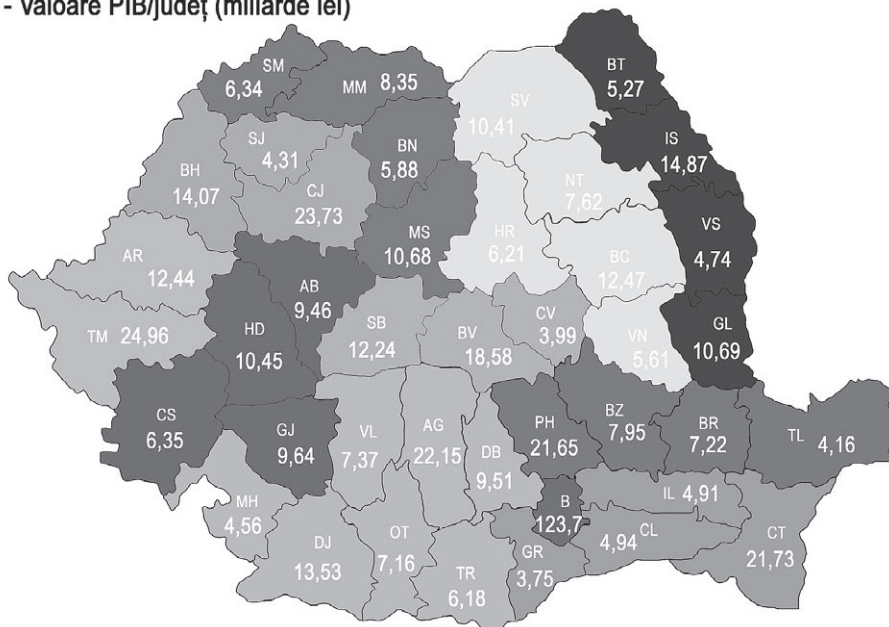 - Valoare PIB/județ (miliarde lei)
SM
6,34
MM 8,35
BT
5,27
SV
10,41
IS
14,87
SJ
4,31
BN
5,88
BH
14,07
CJ
23,73
NT
7,62
VS
4,74
MS
10,68
HR
6,21
BC
12,47
AR
12,44
AB
9,46
TM 24,96
HD
10,45
SB
12,24
BV
18,58
CV
3,99
VN
5,61
GL
10,69
CS
6,35
GJ
9,64
VL
7,37
AG
22,15
DB
9,51
PH
21,65
BZ
7,95
BR
7,22
TL 4,16
MH
4,56
DJ
13,53
OT
7,16
TR
6,18
GR
3,75
B
123,7
IL 4,91
4,94 CL
CT
21,73